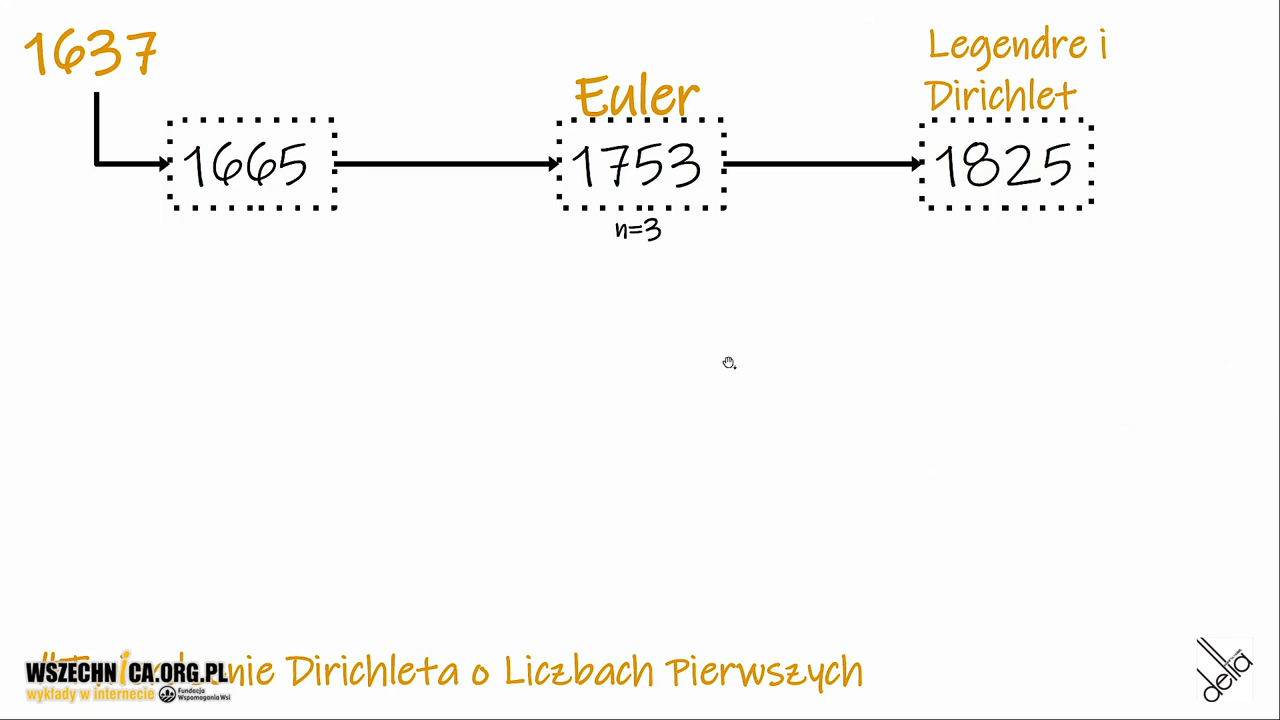 1637
Legendre i
Dirichlet
Euler
1665
1753
1825
n=3
Dirichleta o Liczbach Pierwszych
WSZECHNICA.ORG.PL
wykłady w internecie
Fundacja
Wspomagania Wsi
delta